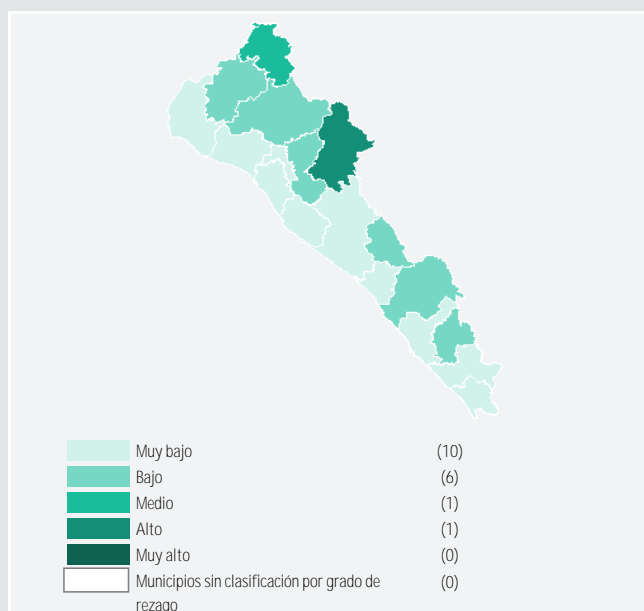 Muy bajo (10)
Bajo (6)
Medio (1)
Alto (1)
Muy alto (0)
Municipios sin clasificación por grado de (0)
rezago